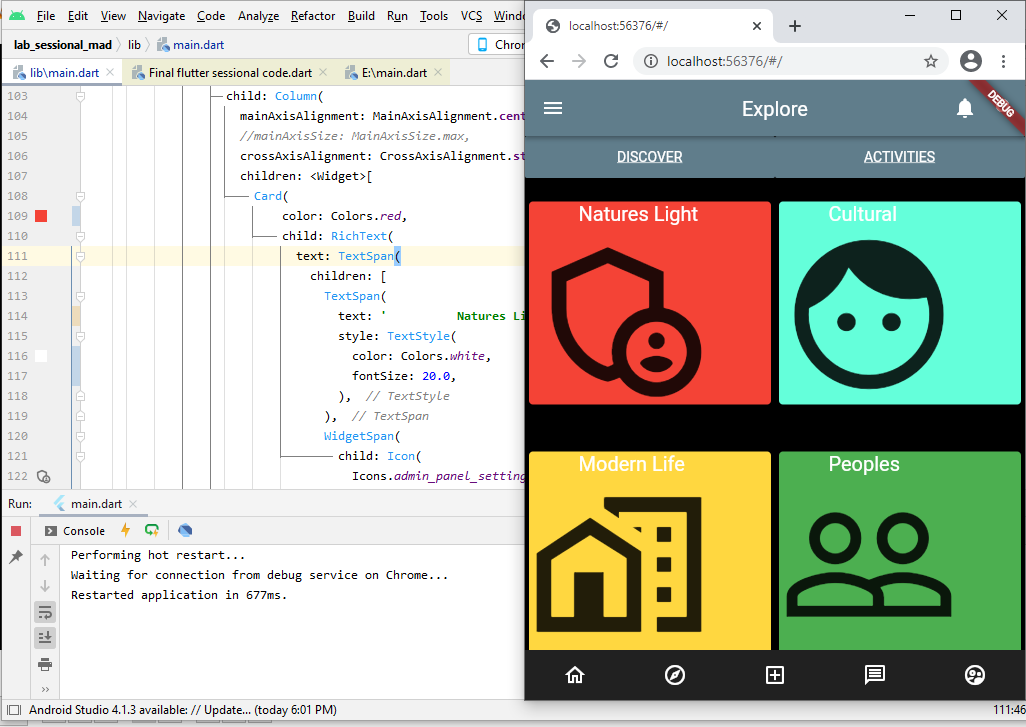 File Edit View Navigate Code Analyze Refactor Build Run Tools VCS Windo
lab_sessional_mad lib main.dart Chron
lib\main.dart Final flutter sessional code.dart E:\main.dart
103 child: Column(
104 mainAxisAlignment: MainAxisAlignment.cent
105 //mainAxisSize: MainAxisSize.max,
106 crossAxisAlignment: CrossAxisAlignment.st
107 children: <Widget>[
108 Card(
109 color: Colors.red,
110 child: RichText(
111 text: TextSpan(
112 children: [
113 TextSpan(
114 text: '          Natures Li
115 style: TextStyle(
116 color: Colors.white,
117 fontSize: 20.0,
118 ), // TextStyle
119 ), // TextSpan
120 WidgetSpan(
121 child: Icon(
122 Icons.admin_panel_setting
Run: main.dart
Console
Performing hot restart...
Waiting for connection from debug service on Chrome...
Restarted application in 677ms.
Android Studio 4.1.3 available: // Update... (today 6:01 PM)
111:46
localhost:56376/#/
localhost:56376/#/
Explore
DEBUG
DISCOVER ACTIVITIES
Natures Light Cultural
Modern Life Peoples